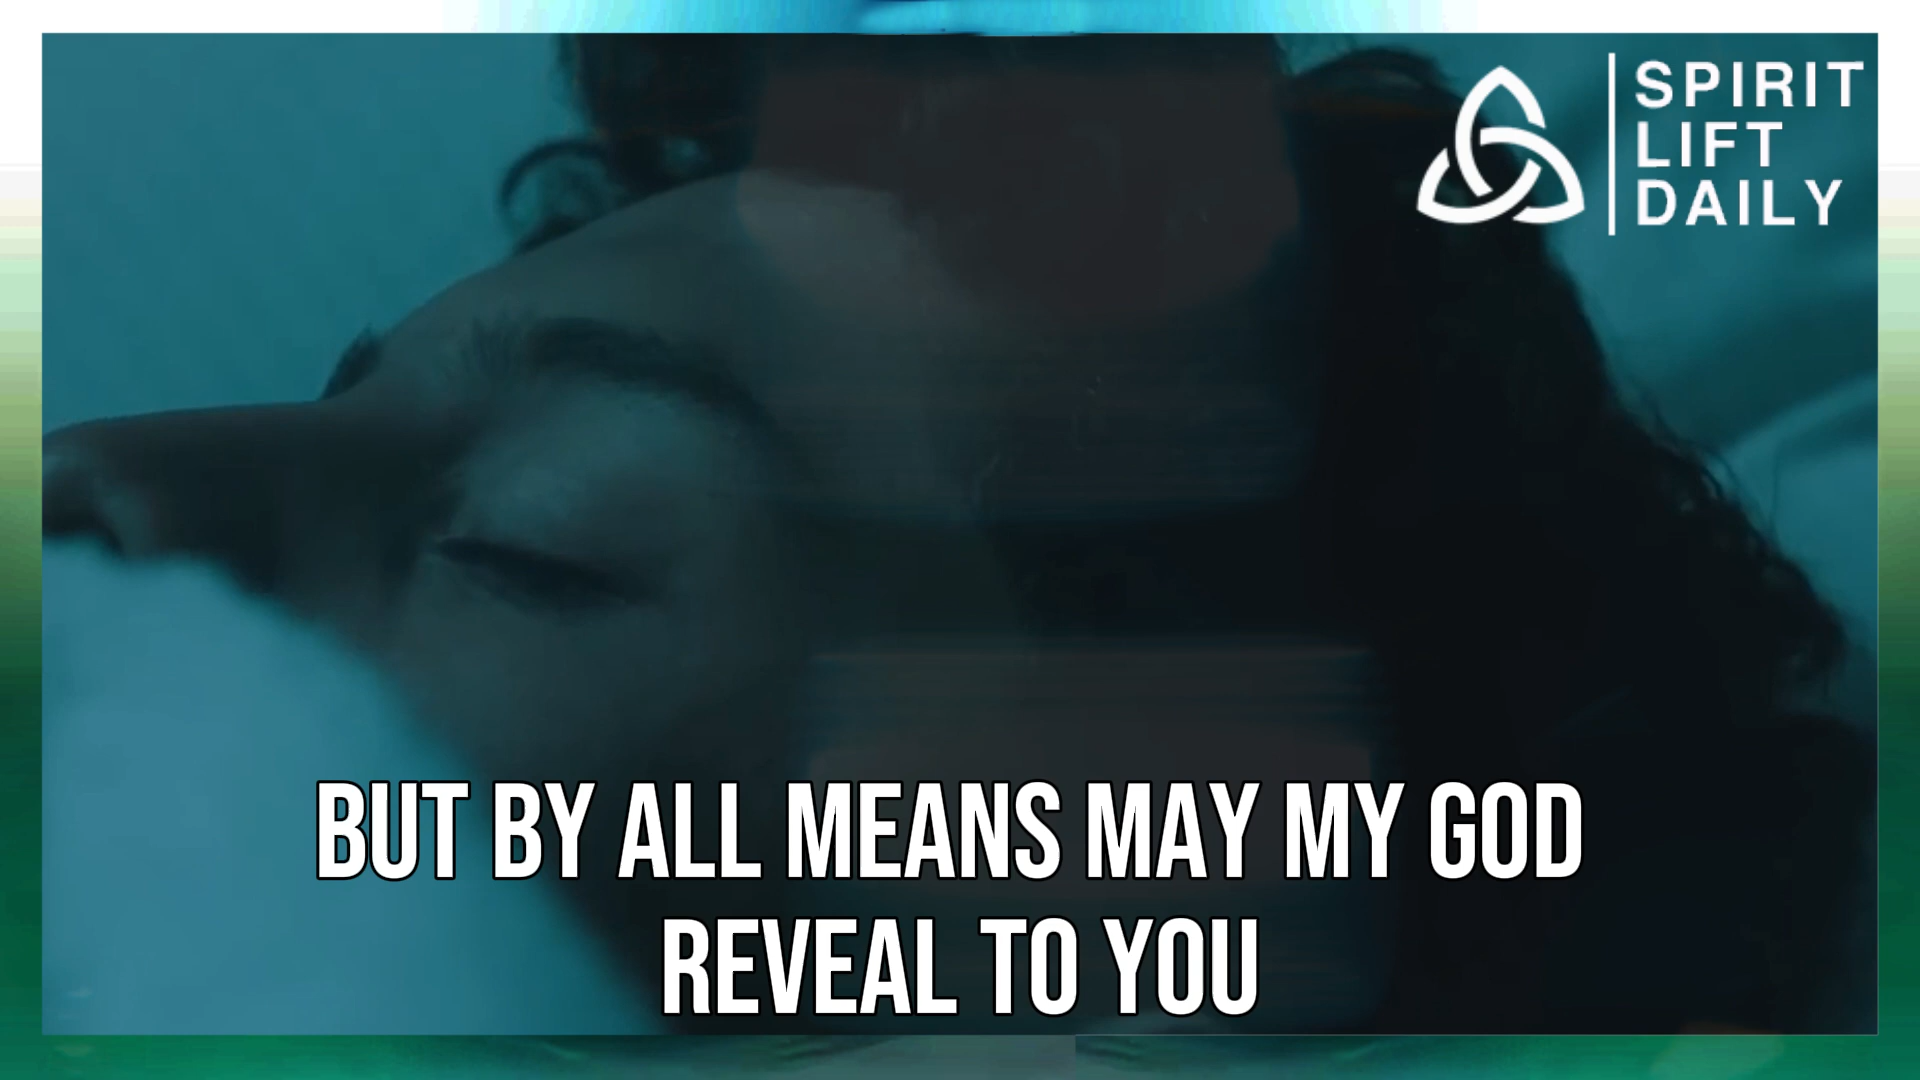 SPIRIT
LIFT
DAILY
BUT BY ALL MEANS MAY MY GOD
REVEAL TO YOU